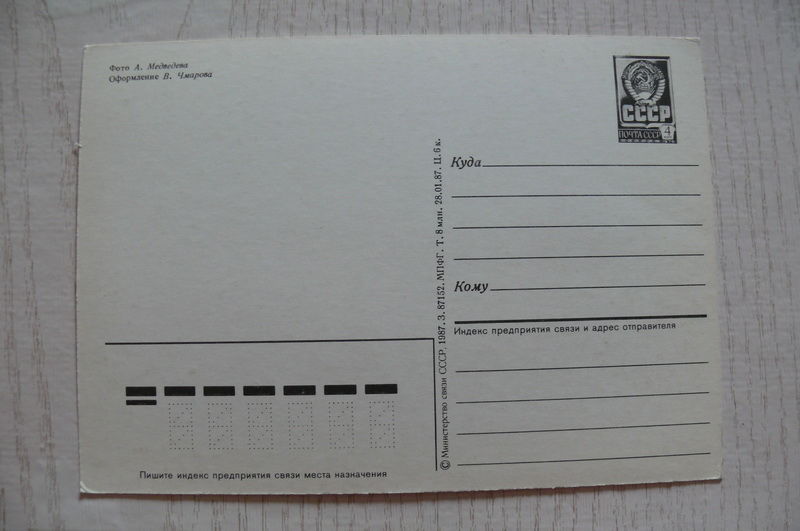 Фото А. Медведева
Оформление В. Чмарова
СССР
ПОЧТА СССР 4
Куда
Кому
Индекс предприятия связи и адрес отправителя
© Министерство связи СССР. 1987. З. 87152. МПФГ. Т. 8 млн. 28.01.87. Ц. 6 к.
Пишите индекс предприятия связи места назначения